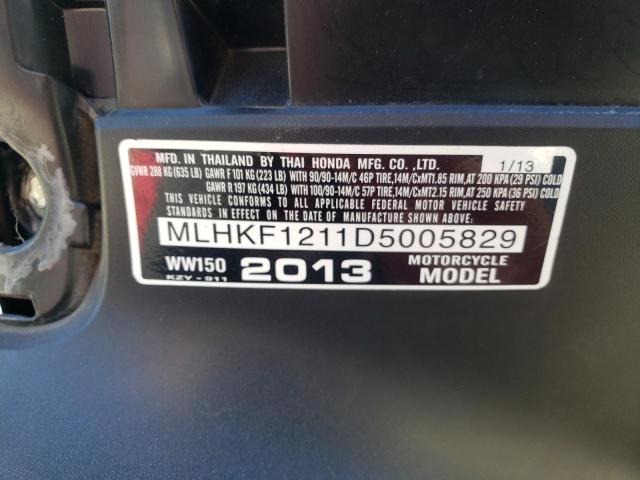 MFD. IN THAILAND BY THAI HONDA MFG. CO .,LTD. 1/13
GVWR 288 KG (635 LB) GAWR F 101 KG (223 LB) WITH 90/90-14M/C 46P TIRE,14M/CxMT1.85 RIM,AT 200 KPA (29 PSI) COLD
GAWR R 197 KG (434 LB) WITH 100/90-14M/C 57P TIRE,14M/CxMT2.15 RIM,AT 250 KPA (36 PSI) COLD
THIS VEHICLE CONFORMS TO ALL APPLICABLE FEDERAL MOTOR VEHICLE SAFETY
STANDARDS IN EFFECT ON THE DATE OF MANUFACTURE SHOWN ABOVE.
MLHKF1211D5005829
WW150 2013 MOTORCYCLE
KZY - 911 MODEL